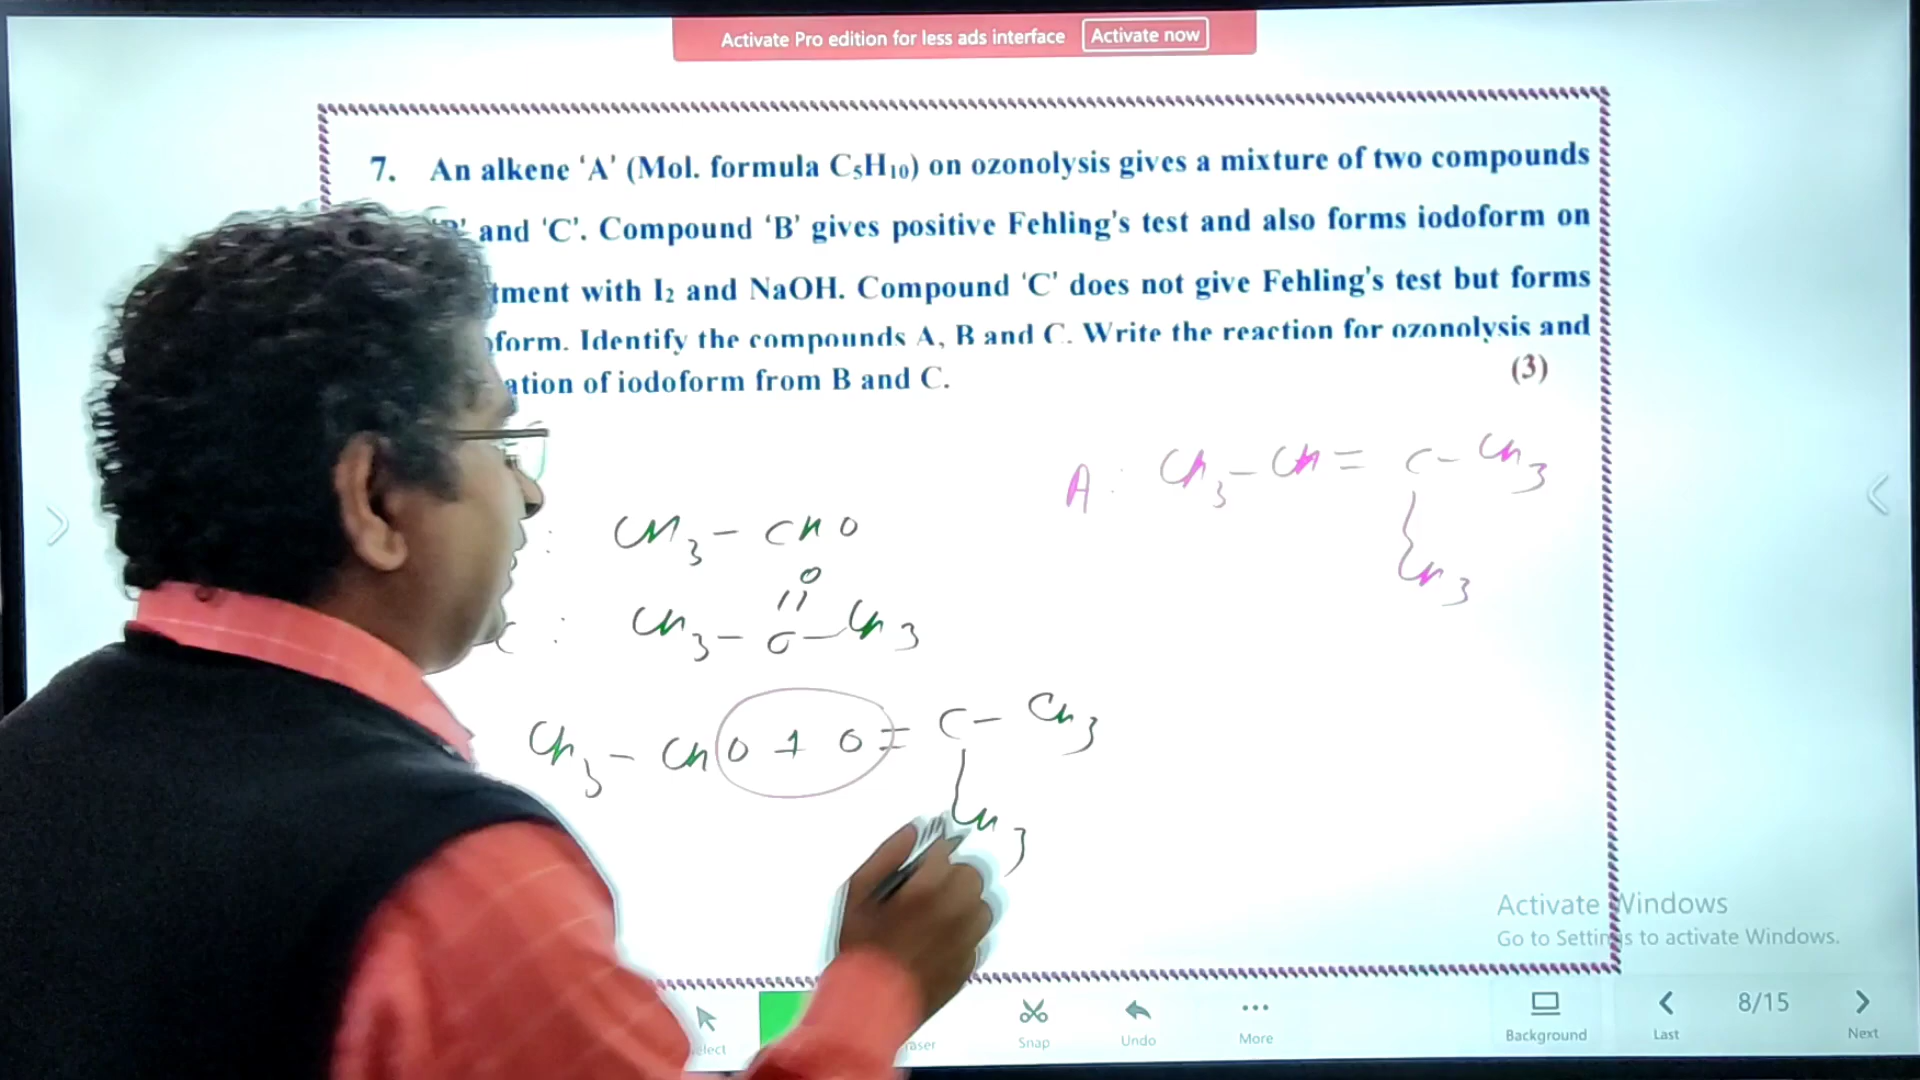 Activate Pro edition for less ads interface Activate now
7. An alkene 'A' (Mol. formula C₅H₁₀) on ozonolysis gives a mixture of two compounds
and 'C'. Compound 'B' gives positive Fehling's test and also forms iodoform on
tment with I₂ and NaOH. Compound 'C' does not give Fehling's test but forms
form. Identify the compounds A, B and C. Write the reaction for ozonolysis and
ation of iodoform from B and C.
(3)
A: CH₃-CH=C-CH₃
CH₃
: CH₃-CHO
O
C: CH₃-C-CH₃
CH₃-CHO+O=C-CH₃
CH₃
Activate Windows
Go to Settings to activate Windows.
8/15
elect
aser
Snap
Undo
More
Background
Last
Next